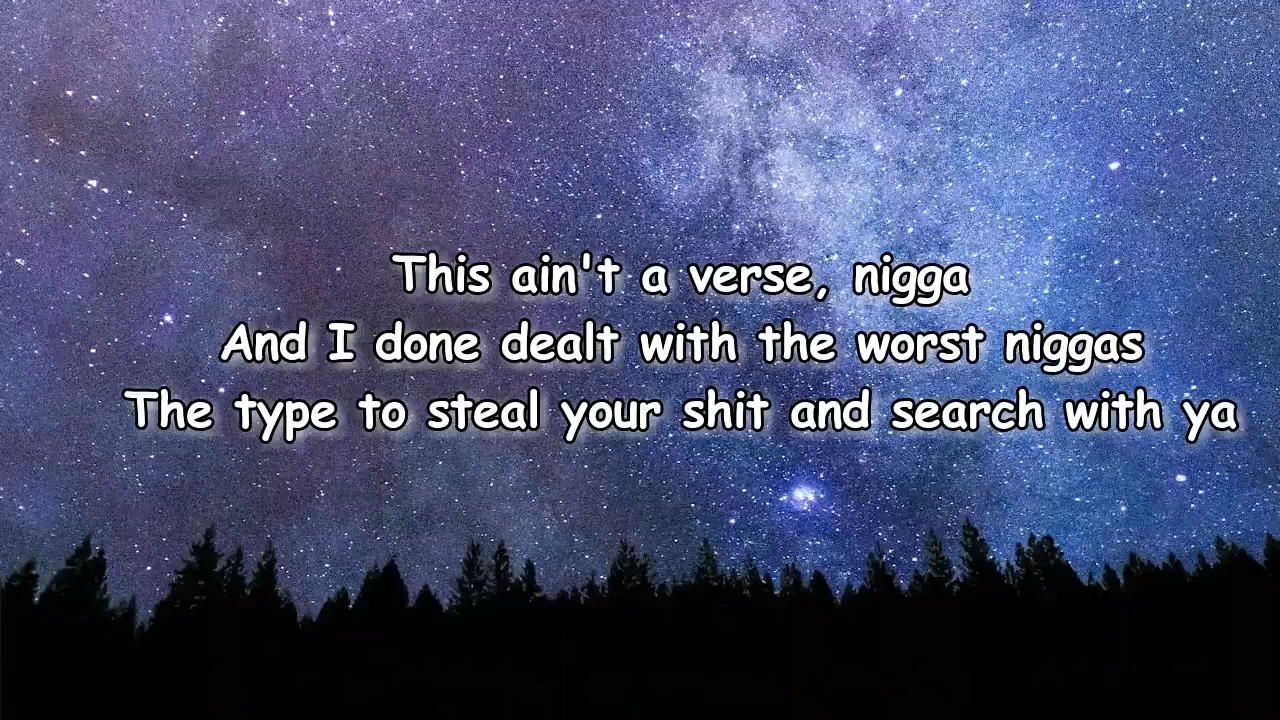 This ain't a verse, nigga
And I done dealt with the worst niggas
The type to steal your shit and search with ya